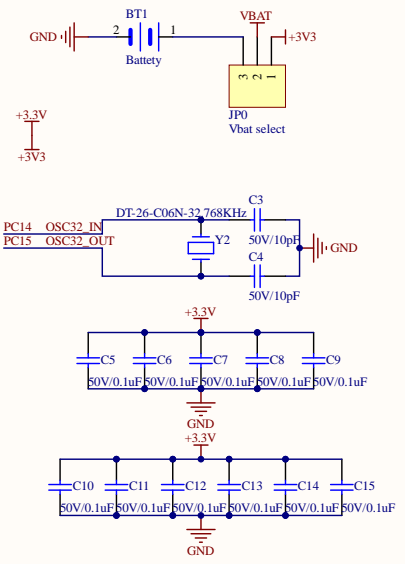 BT1
VBAT
GND
2
1
+3V3
Battety
3
2
1
JP0
Vbat select
+3.3V
+3V3
C3
DT-26-C06N-32.768KHz
PC14 OSC32_IN
PC15 OSC32_OUT
Y2
50V/10pF
GND
C4
50V/10pF
+3.3V
C5 C6 C7 C8 C9
50V/0.1uF 50V/0.1uF 50V/0.1uF 50V/0.1uF 50V/0.1uF
GND
+3.3V
C10 C11 C12 C13 C14 C15
50V/0.1uF 50V/0.1uF 50V/0.1uF 50V/0.1uF 50V/0.1uF 50V/0.1uF
GND